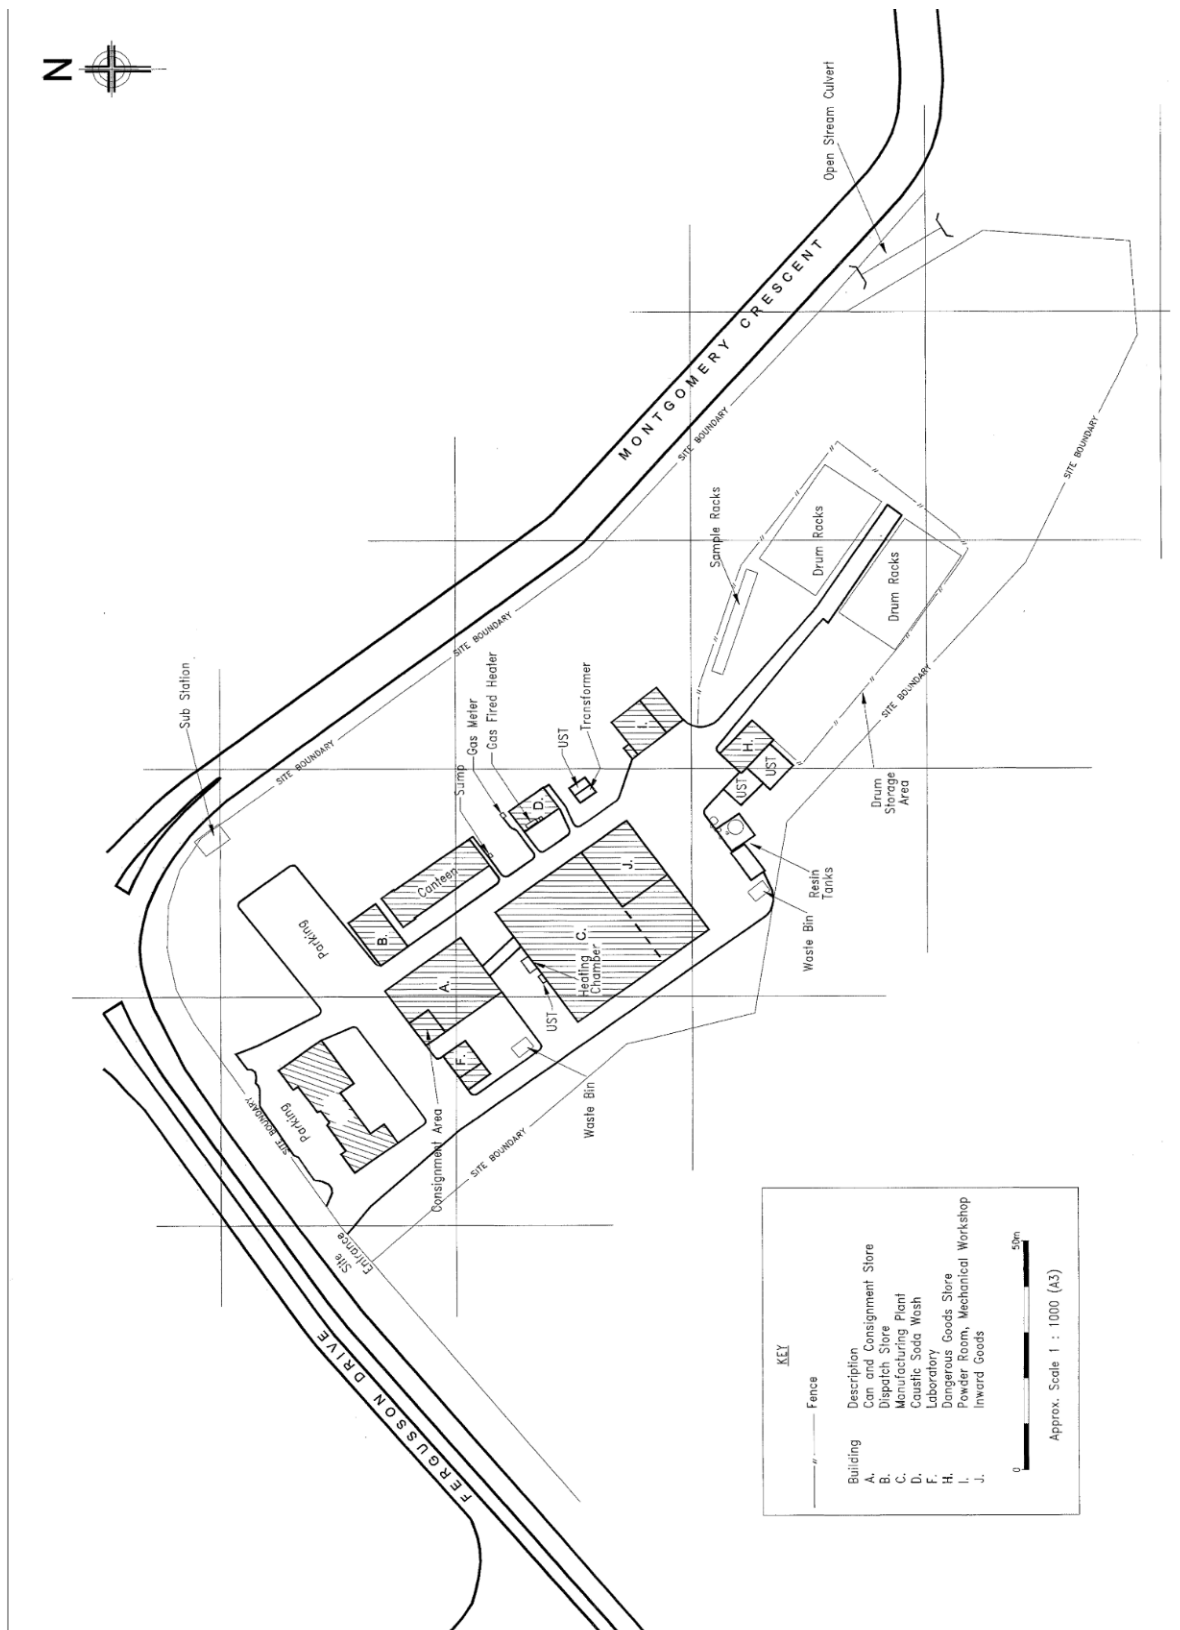 N
Open Stream Culvert
MONTGOMERY CRESCENT
SITE BOUNDARY
SITE BOUNDARY
Sample Racks
Drum Racks
Drum Racks
SITE BOUNDARY
SITE BOUNDARY
Sub Station
SITE BOUNDARY
Gas Meter
Gas Fired Heater
Sump
UST
Transformer
I.
H.
UST
UST
Drum
Storage
Area
D.
Canteen
J.
Resin
Tanks
Waste Bin
Parking
B.
C.
Heating
Chamber
A.
UST
F.
Waste Bin
Consignment Area
Parking
SITE BOUNDARY
SITE BOUNDARY
Site
Entrance
FERGUSSON DRIVE
KEY
Fence
Building Description
A. Can and Consignment Store
B. Dispatch Store
C. Manufacturing Plant
D. Caustic Soda Wash
F. Laboratory
H. Dangerous Goods Store
I. Powder Room, Mechanical Workshop
J. Inward Goods
0 50m
Approx. Scale 1 : 1000 (A3)